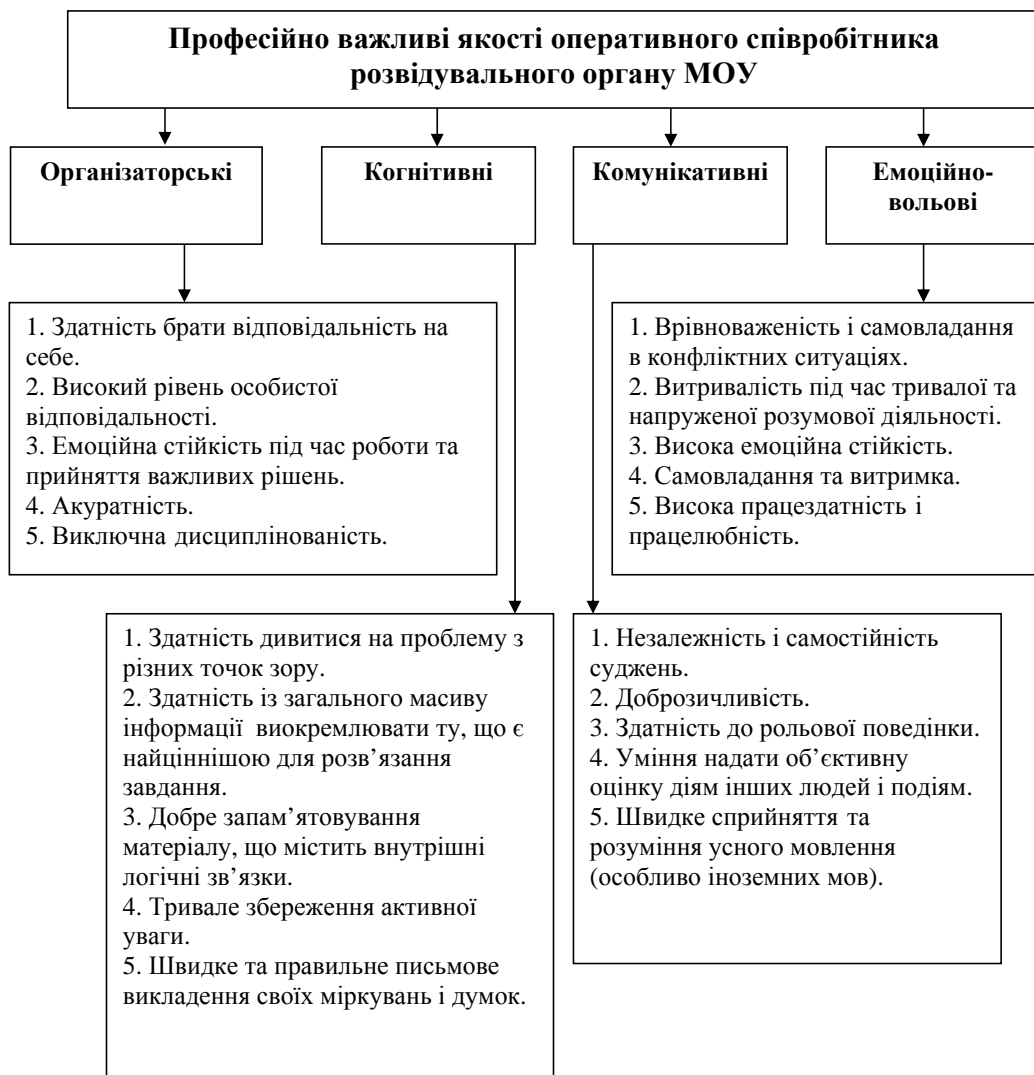 Професійно важливі якості оперативного співробітника
розвідувального органу МОУ
Організаторські
Когнітивні
Комунікативні
Емоційно-
вольові
1. Здатність брати відповідальність на
себе.
2. Високий рівень особистої
відповідальності.
3. Емоційна стійкість під час роботи та
прийняття важливих рішень.
4. Акуратність.
5. Виключна дисциплінованість.
1. Врівноваженість і самовладання
в конфліктних ситуаціях.
2. Витривалість під час тривалої та
напруженої розумової діяльності.
3. Висока емоційна стійкість.
4. Самовладання та витримка.
5. Висока працездатність і
працелюбність.
1. Здатність дивитися на проблему з
різних точок зору.
2. Здатність із загального масиву
інформації виокремлювати ту, що є
найціннішою для розв’язання
завдання.
3. Добре запам’ятовування
матеріалу, що містить внутрішні
логічні зв’язки.
4. Тривале збереження активної
уваги.
5. Швидке та правильне письмове
викладення своїх міркувань і думок.
1. Незалежність і самостійність
суджень.
2. Доброзичливість.
3. Здатність до рольової поведінки.
4. Уміння надати об’єктивну
оцінку діям інших людей і подіям.
5. Швидке сприйняття та
розуміння усного мовлення
(особливо іноземних мов).